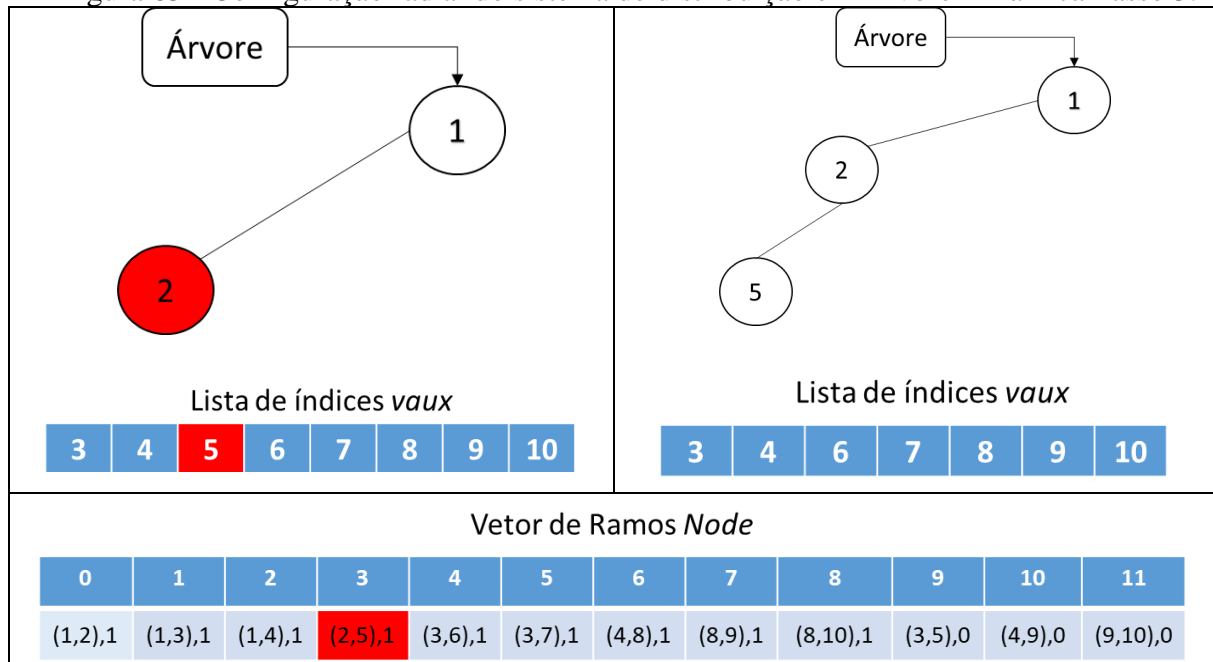 Árvore
1
2
Lista de índices vaux
3 4 5 6 7 8 9 10
Árvore
1
2
5
Lista de índices vaux
3 4 6 7 8 9 10
Vetor de Ramos Node
0 1 2 3 4 5 6 7 8 9 10 11
(1,2),1 (1,3),1 (1,4),1 (2,5),1 (3,6),1 (3,7),1 (4,8),1 (8,9),1 (8,10),1 (3,5),0 (4,9),0 (9,10),0